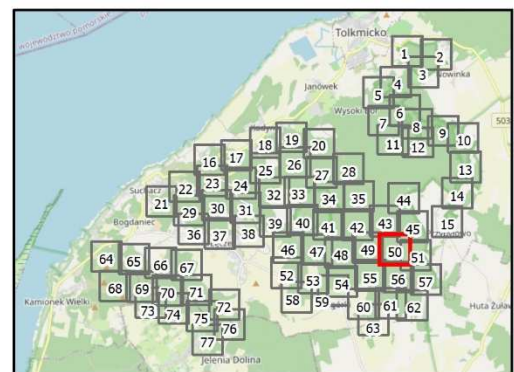 województwo pomorskie
Tolkmicko
1 2
3 Nowinka
4
Janówek
5
Wysoki Bór
6
7 8 503
9 10
11 12
18 19 20
16 17
26
25 27 28 13
22 23 24
Suchacz
21 32 33 34 35 14
29 30 31 44
Bogdaniec
39 40 41 42 43 45 15
36 37 38
46 47 48 49 50 51
64 65 66 67
52 53 54 55 56 57
68 69 70 71
Kamionek Wielki
58 59 60 61 62 Huta Żuław
73 74 72
75 76 63
77
Jelenia Dolina